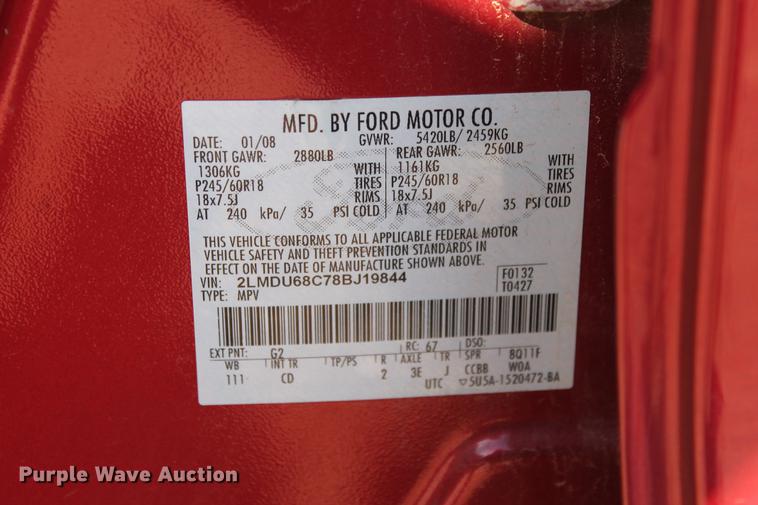 MFD. BY FORD MOTOR CO.
DATE: 01/08 GVWR: 5420LB/ 2459KG
FRONT GAWR: 2880LB REAR GAWR: 2560LB
1306KG WITH 1161KG WITH
P245/60R18 TIRES P245/60R18 TIRES
18x7.5J RIMS 18x7.5J RIMS
AT 240 kPa/ 35 PSI COLD AT 240 kPa/ 35 PSI COLD
THIS VEHICLE CONFORMS TO ALL APPLICABLE FEDERAL MOTOR
VEHICLE SAFETY AND THEFT PREVENTION STANDARDS IN
EFFECT ON THE DATE OF MANUFACTURE SHOWN ABOVE.
VIN: 2LMDU68C78BJ19844 F0132
TYPE: MPV T0427
EXT PNT: G2 RC: 67 DSO:
WB INT TR TP/PS R AXLE TR SPR 8Q11F
111 CD 2 3E J CCBB WOA
UTC ▽5U5A-1520472-BA
Purple Wave Auction